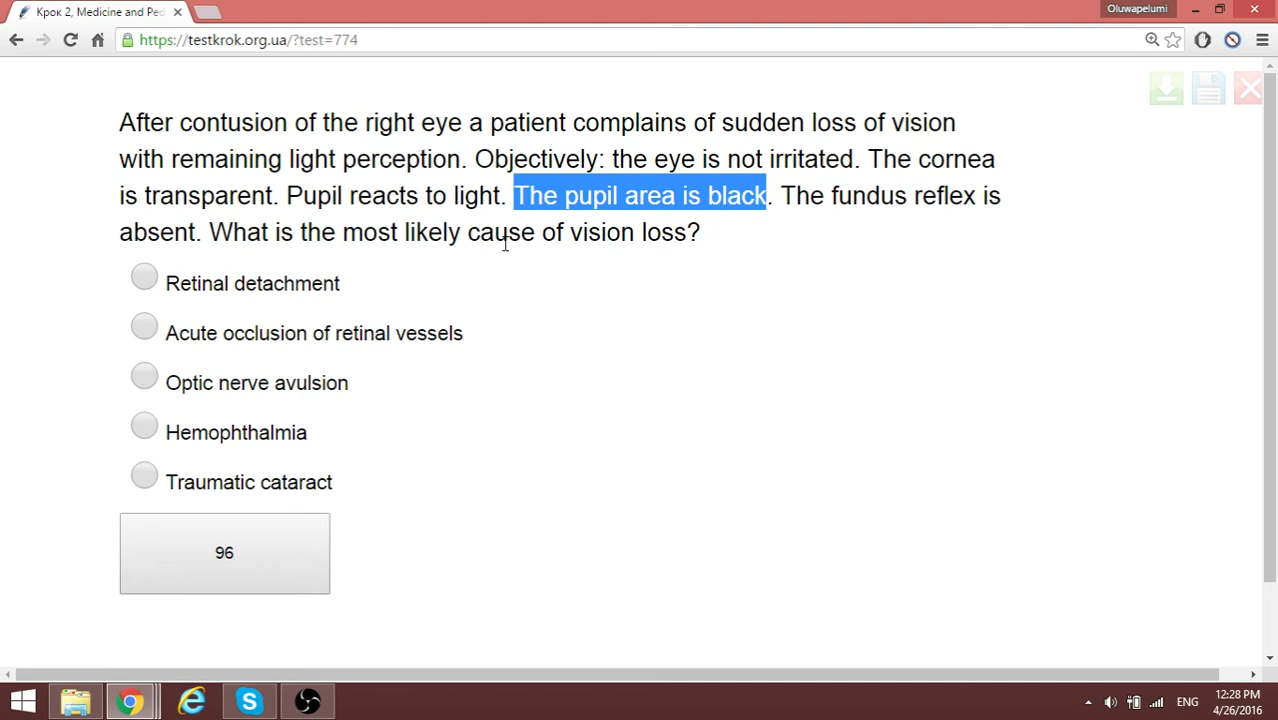 Крок 2, Medicine and Ped
Oluwapelumi
https://testkrok.org.ua/?test=774
After contusion of the right eye a patient complains of sudden loss of vision
with remaining light perception. Objectively: the eye is not irritated. The cornea
is transparent. Pupil reacts to light. The pupil area is black. The fundus reflex is
absent. What is the most likely cause of vision loss?
Retinal detachment
Acute occlusion of retinal vessels
Optic nerve avulsion
Hemophthalmia
Traumatic cataract
96
ENG
12:28 PM
4/26/2016